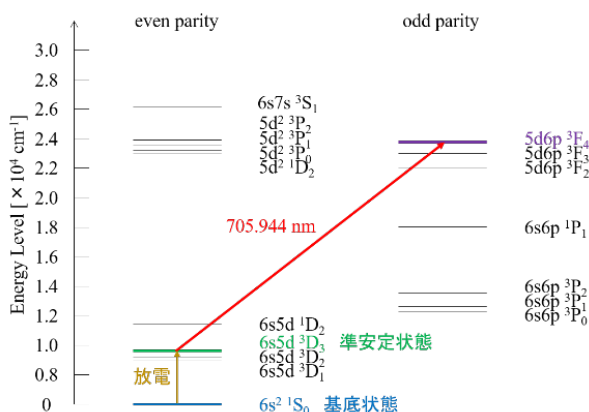 even parity
odd parity
Energy Level [ × 10⁴ cm⁻¹]
3.0
2.8
2.6
2.4
2.2
2.0
1.8
1.6
1.4
1.2
1.0
0.8
0
6s7s ³S₁
5d² ³P₂
5d² ³P₁
5d² ³P₀
5d² ¹D₂
6s5d ¹D₂
6s5d ³D₃ 準安定状態
6s5d ³D₂
6s5d ³D₁
6s² ¹S₀ 基底状態
放電
705.944 nm
5d6p ³F₄
5d6p ³F₃
5d6p ³F₂
6s6p ¹P₁
6s6p ³P₂
6s6p ³P₁
6s6p ³P₀